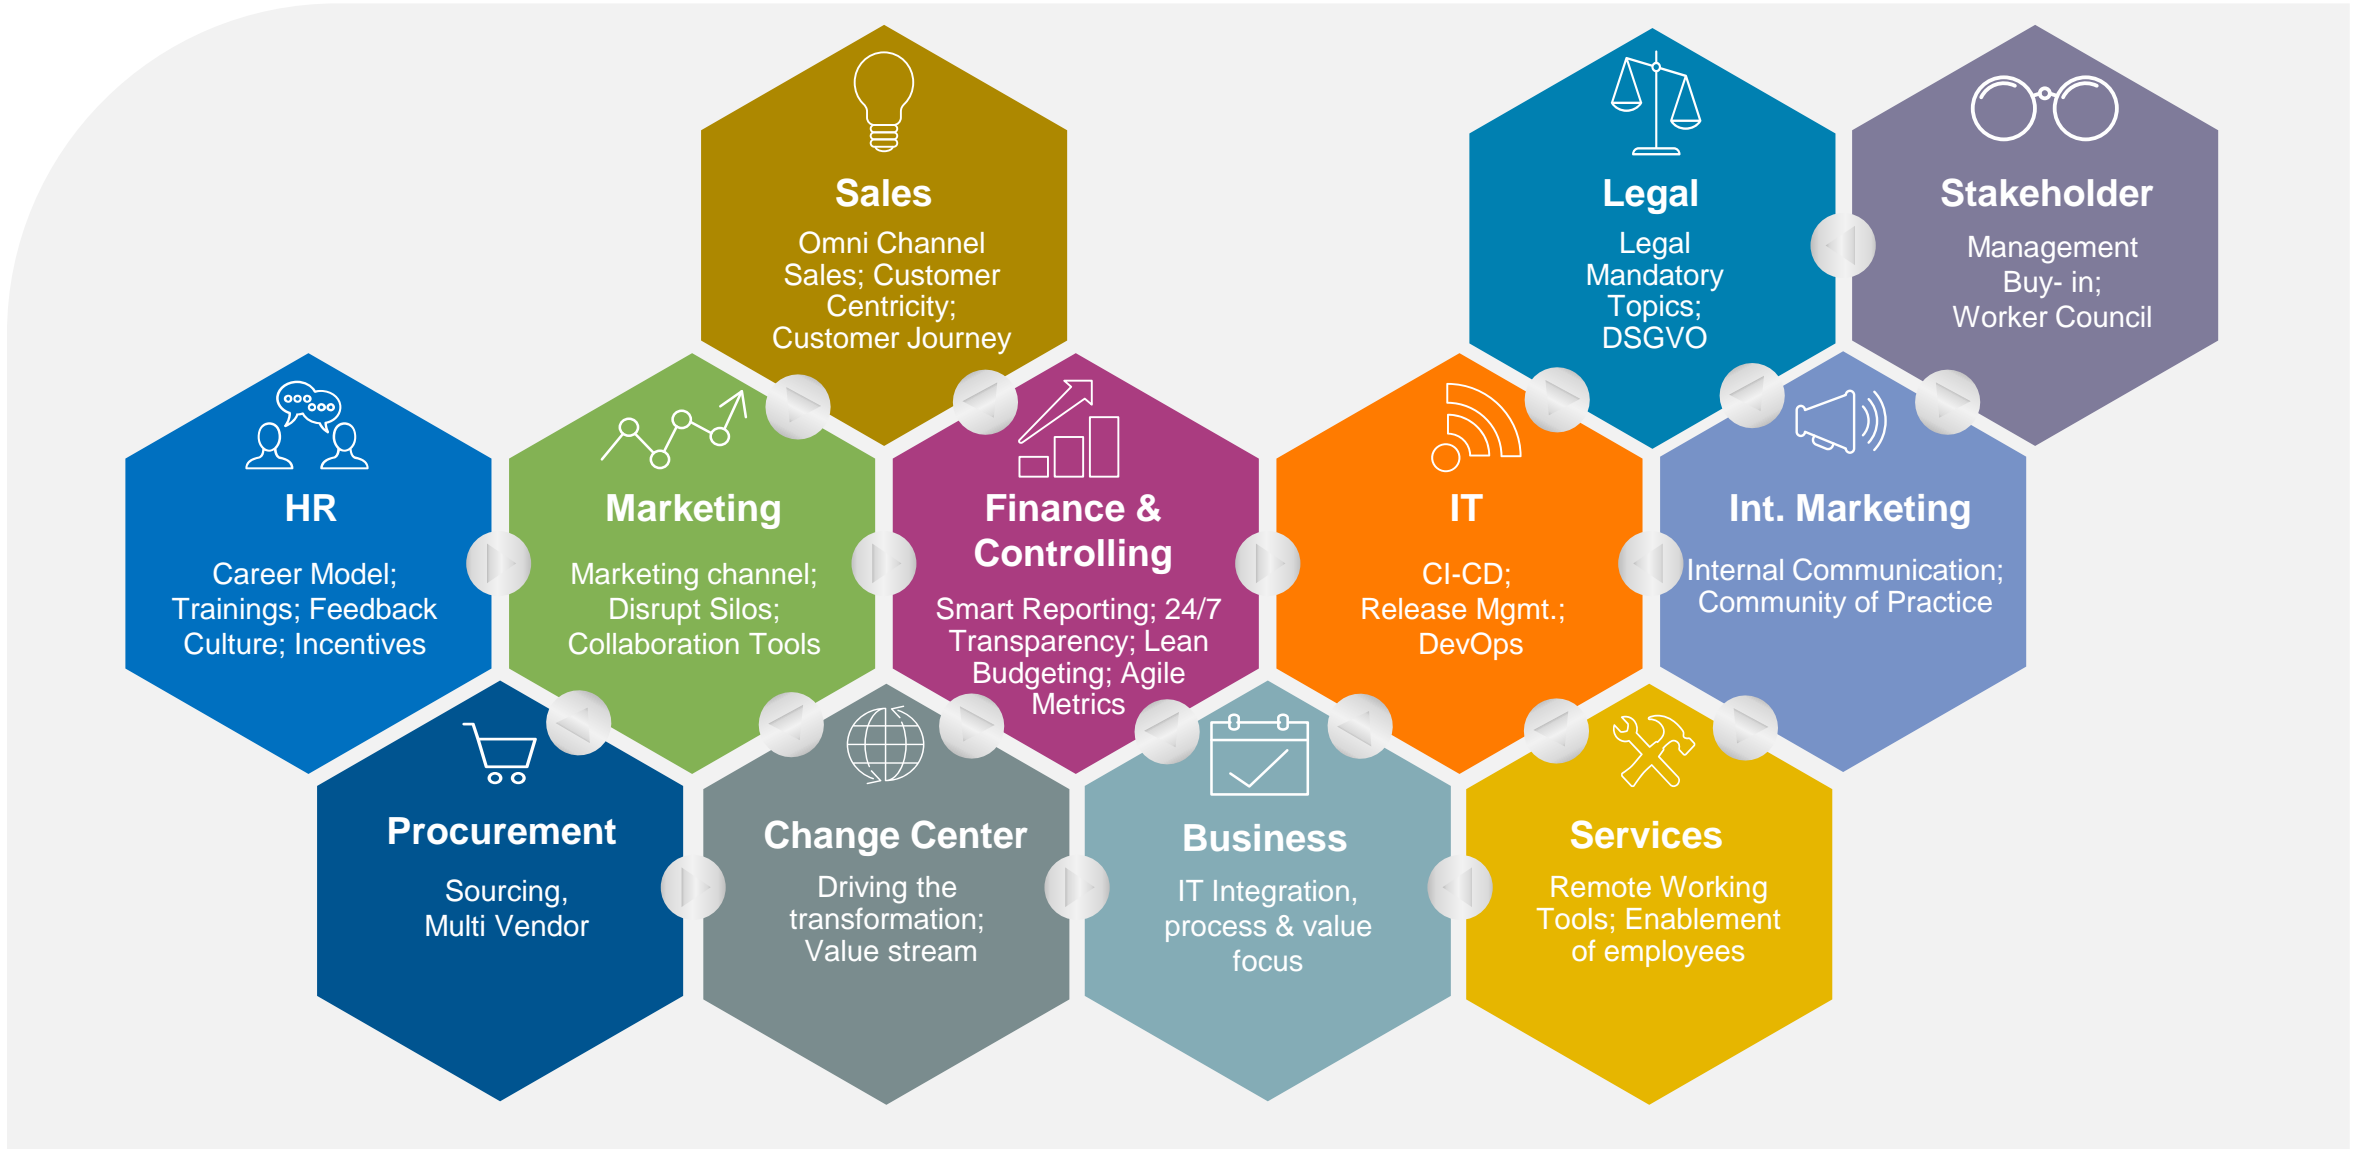 Sales
Omni Channel
Sales; Customer
Centricity;
Customer Journey
Legal
Legal
Mandatory
Topics;
DSGVO
Stakeholder
Management
Buy- in;
Worker Council
HR
Career Model;
Trainings; Feedback
Culture; Incentives
Marketing
Marketing channel;
Disrupt Silos;
Collaboration Tools
Finance &
Controlling
Smart Reporting; 24/7
Transparency; Lean
Budgeting; Agile
Metrics
IT
CI-CD;
Release Mgmt.;
DevOps
Int. Marketing
Internal Communication;
Community of Practice
Procurement
Sourcing,
Multi Vendor
Change Center
Driving the
transformation;
Value stream
Business
IT Integration,
process & value
focus
Services
Remote Working
Tools; Enablement
of employees